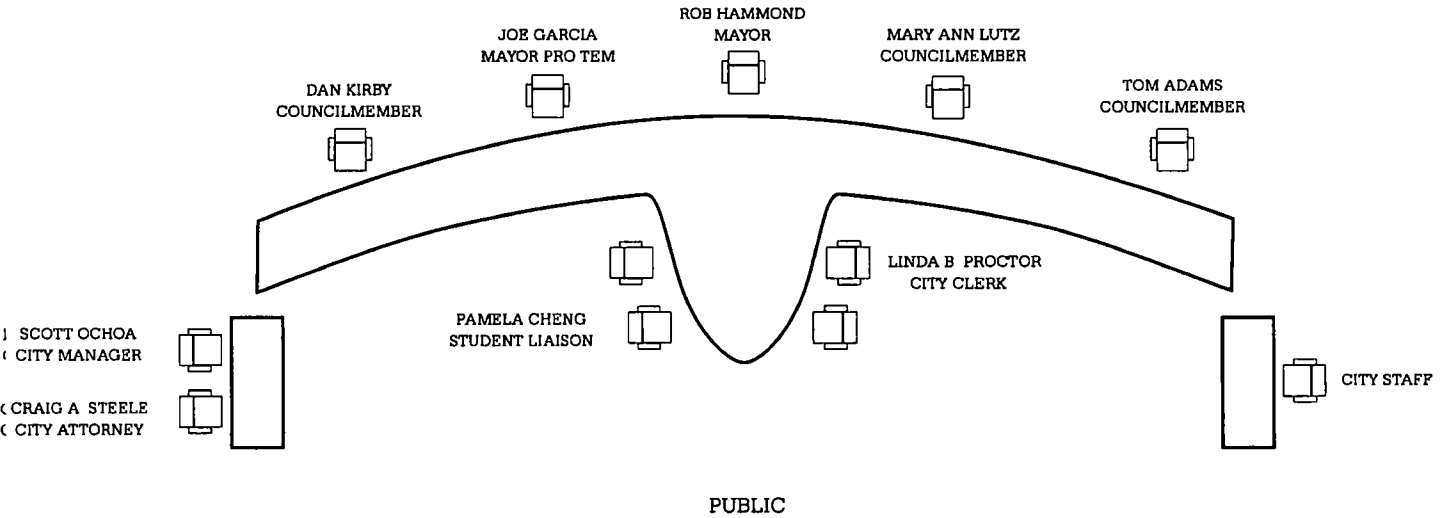 ROB HAMMOND
MAYOR
JOE GARCIA
MAYOR PRO TEM
MARY ANN LUTZ
COUNCILMEMBER
DAN KIRBY
COUNCILMEMBER
TOM ADAMS
COUNCILMEMBER
LINDA B PROCTOR
CITY CLERK
PAMELA CHENG
STUDENT LIAISON
SCOTT OCHOA
CITY MANAGER
CRAIG A STEELE
CITY ATTORNEY
CITY STAFF
PUBLIC